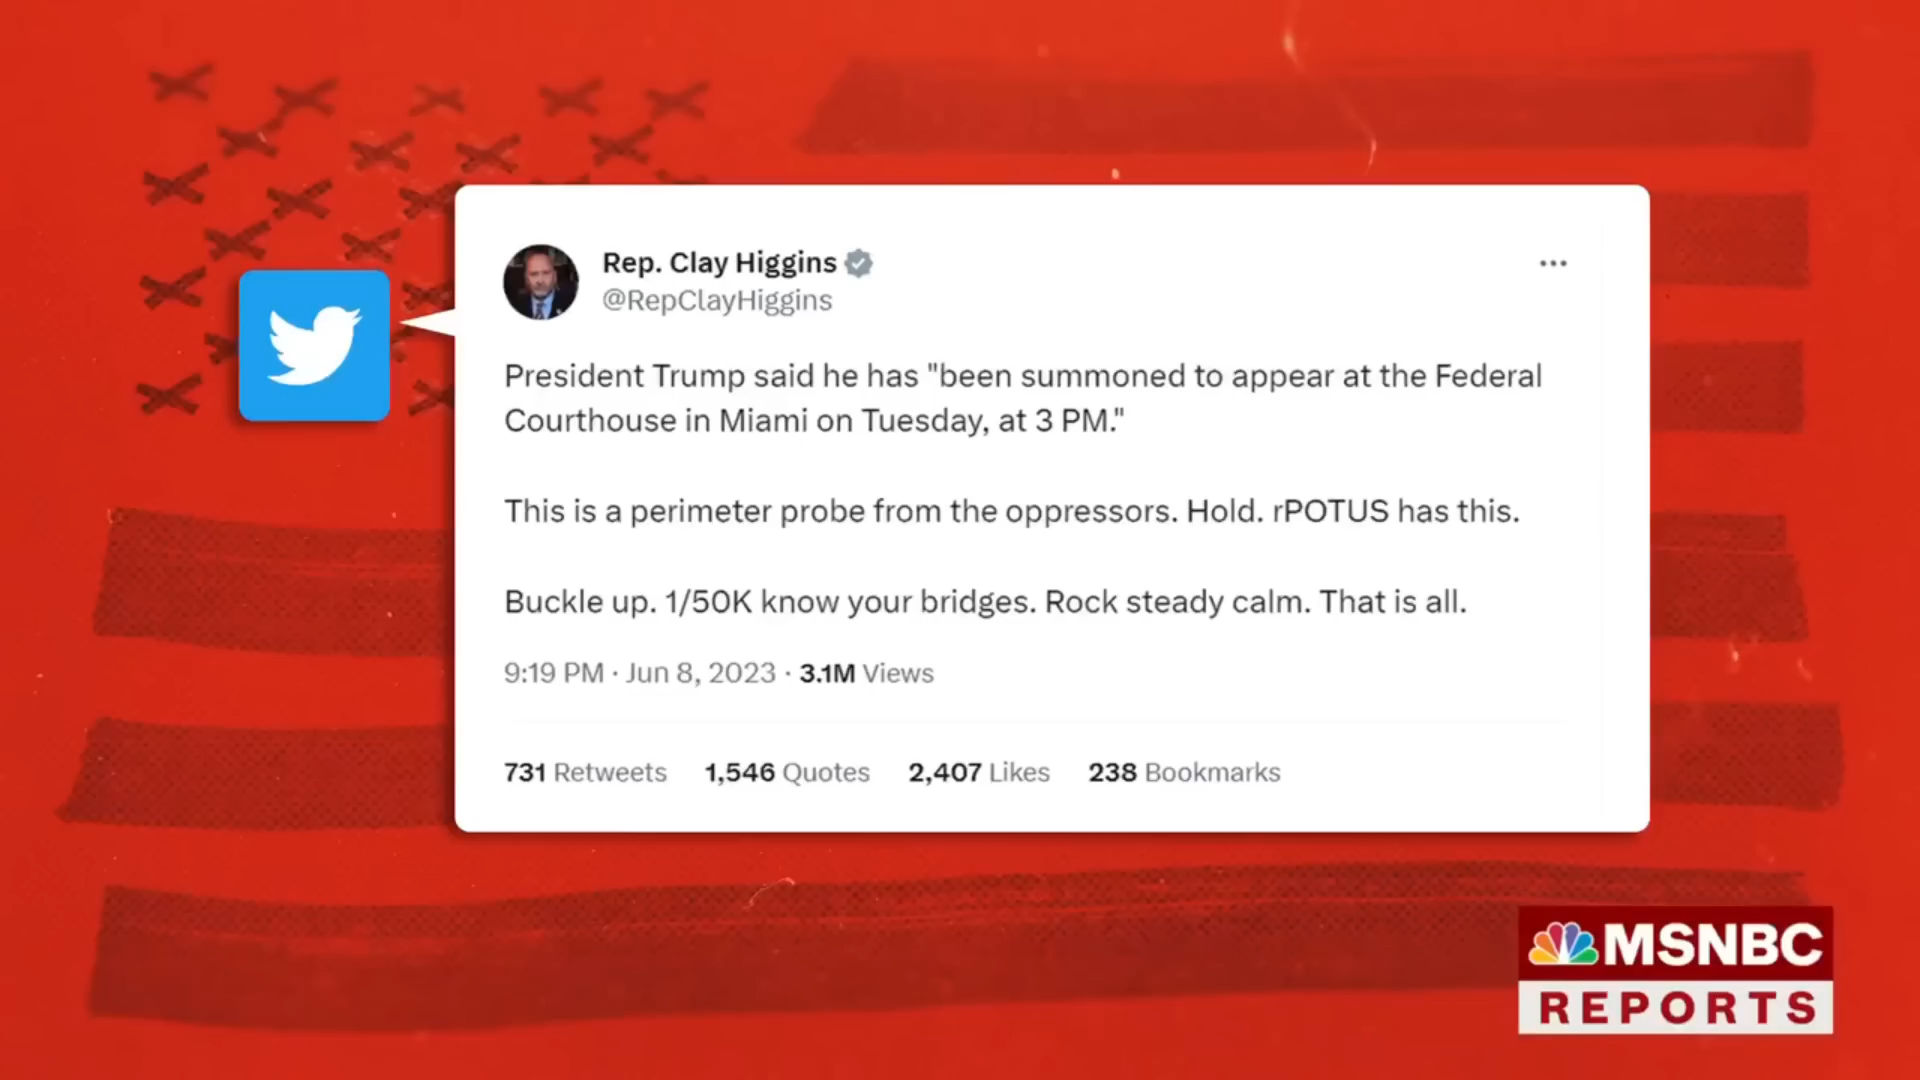 Rep. Clay Higgins
@RepClayHiggins
President Trump said he has "been summoned to appear at the Federal
Courthouse in Miami on Tuesday, at 3 PM."
This is a perimeter probe from the oppressors. Hold. rPOTUS has this.
Buckle up. 1/50K know your bridges. Rock steady calm. That is all.
9:19 PM · Jun 8, 2023 · 3.1M Views
731 Retweets 1,546 Quotes 2,407 Likes 238 Bookmarks
MSNBC
REPORTS